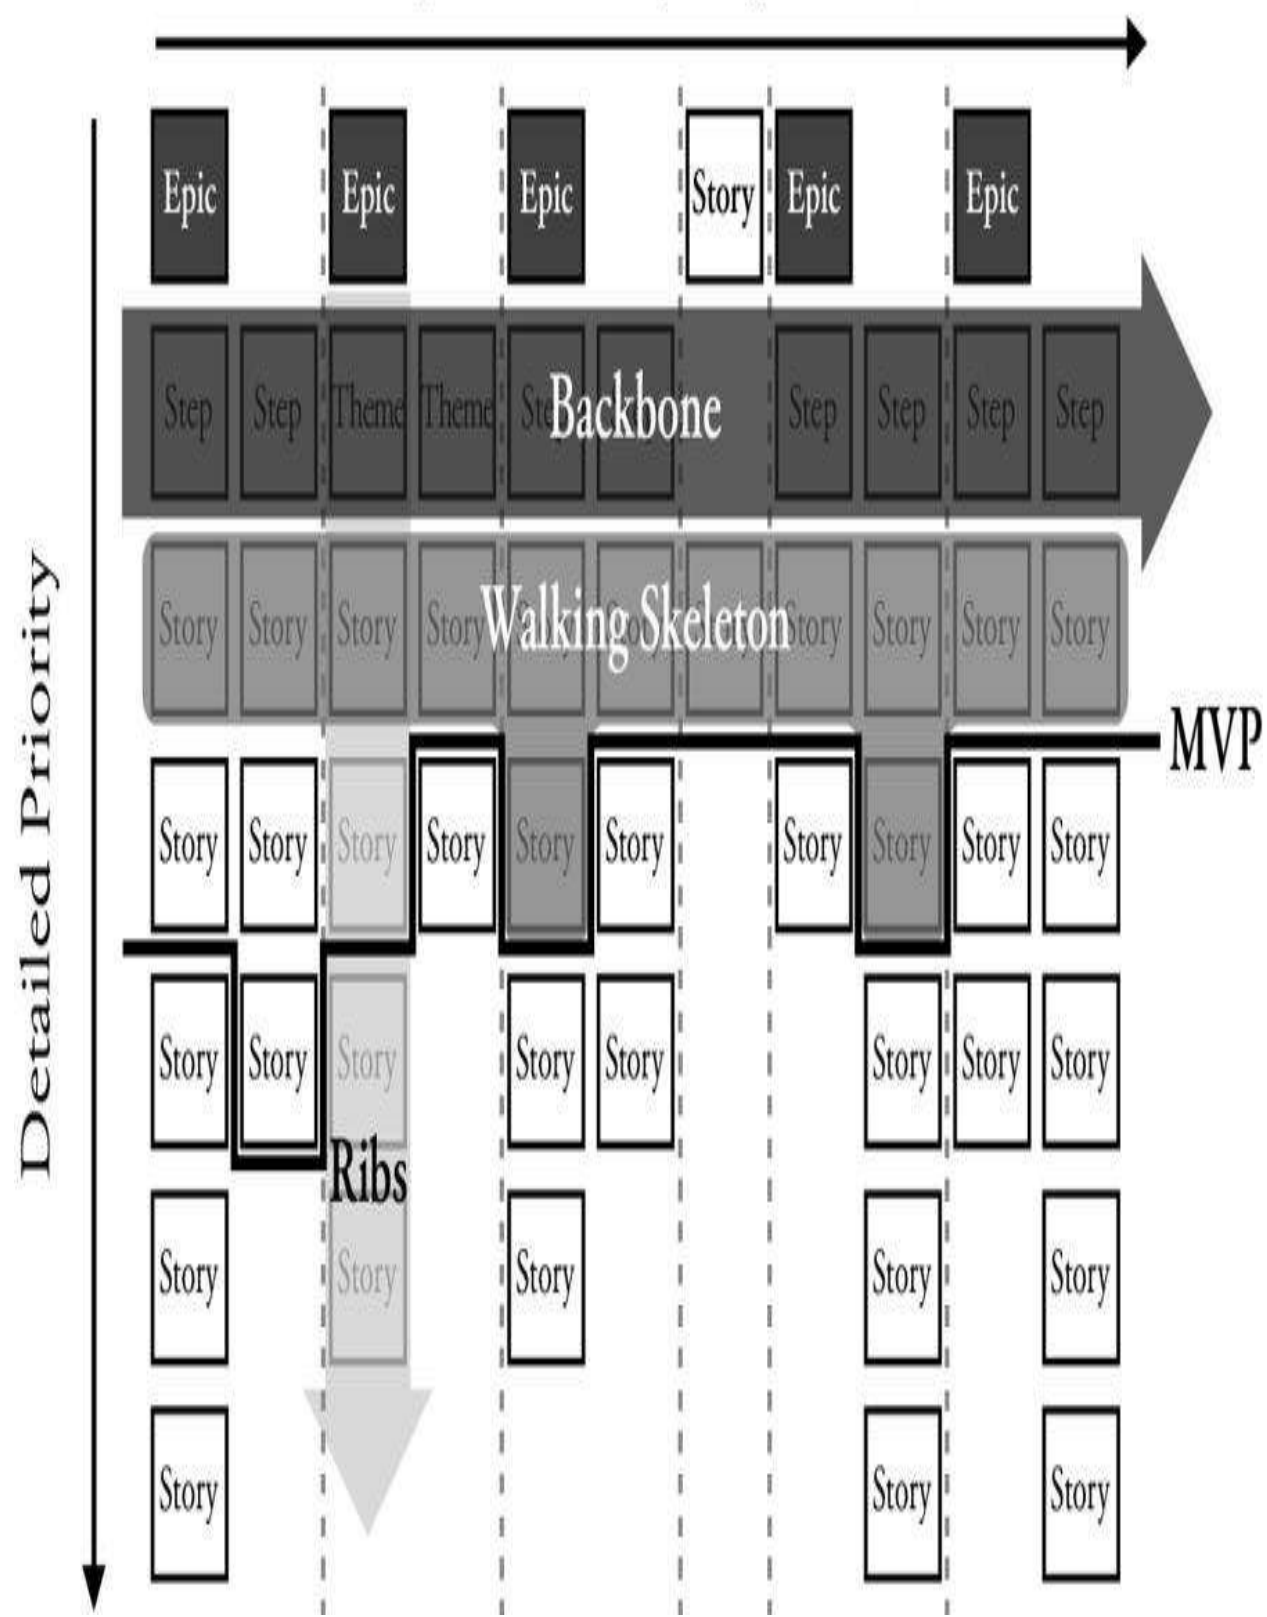 Epic Epic Epic Story Epic Epic
Step Step Theme Theme Step Backbone Step Step Step Step
Story Story Story Story Walking Skeleton Story Story Story Story
MVP
Story Story Story Story Story Story Story Story Story Story
Story Story Story Story Story Story Story Story
Ribs
Story Story Story Story Story
Story Story Story
Detailed Priority